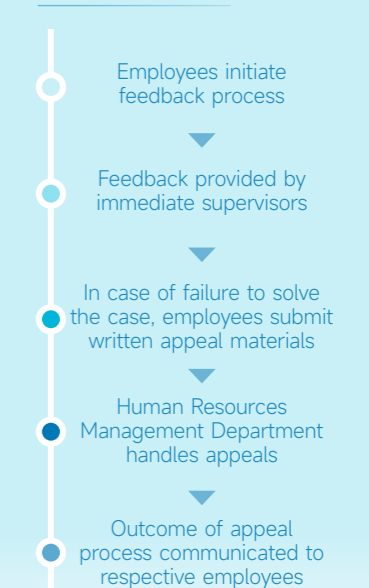 Employees initiate
feedback process
Feedback provided by
immediate supervisors
In case of failure to solve
the case, employees submit
written appeal materials
Human Resources
Management Department
handles appeals
Outcome of appeal
process communicated to
respective employees